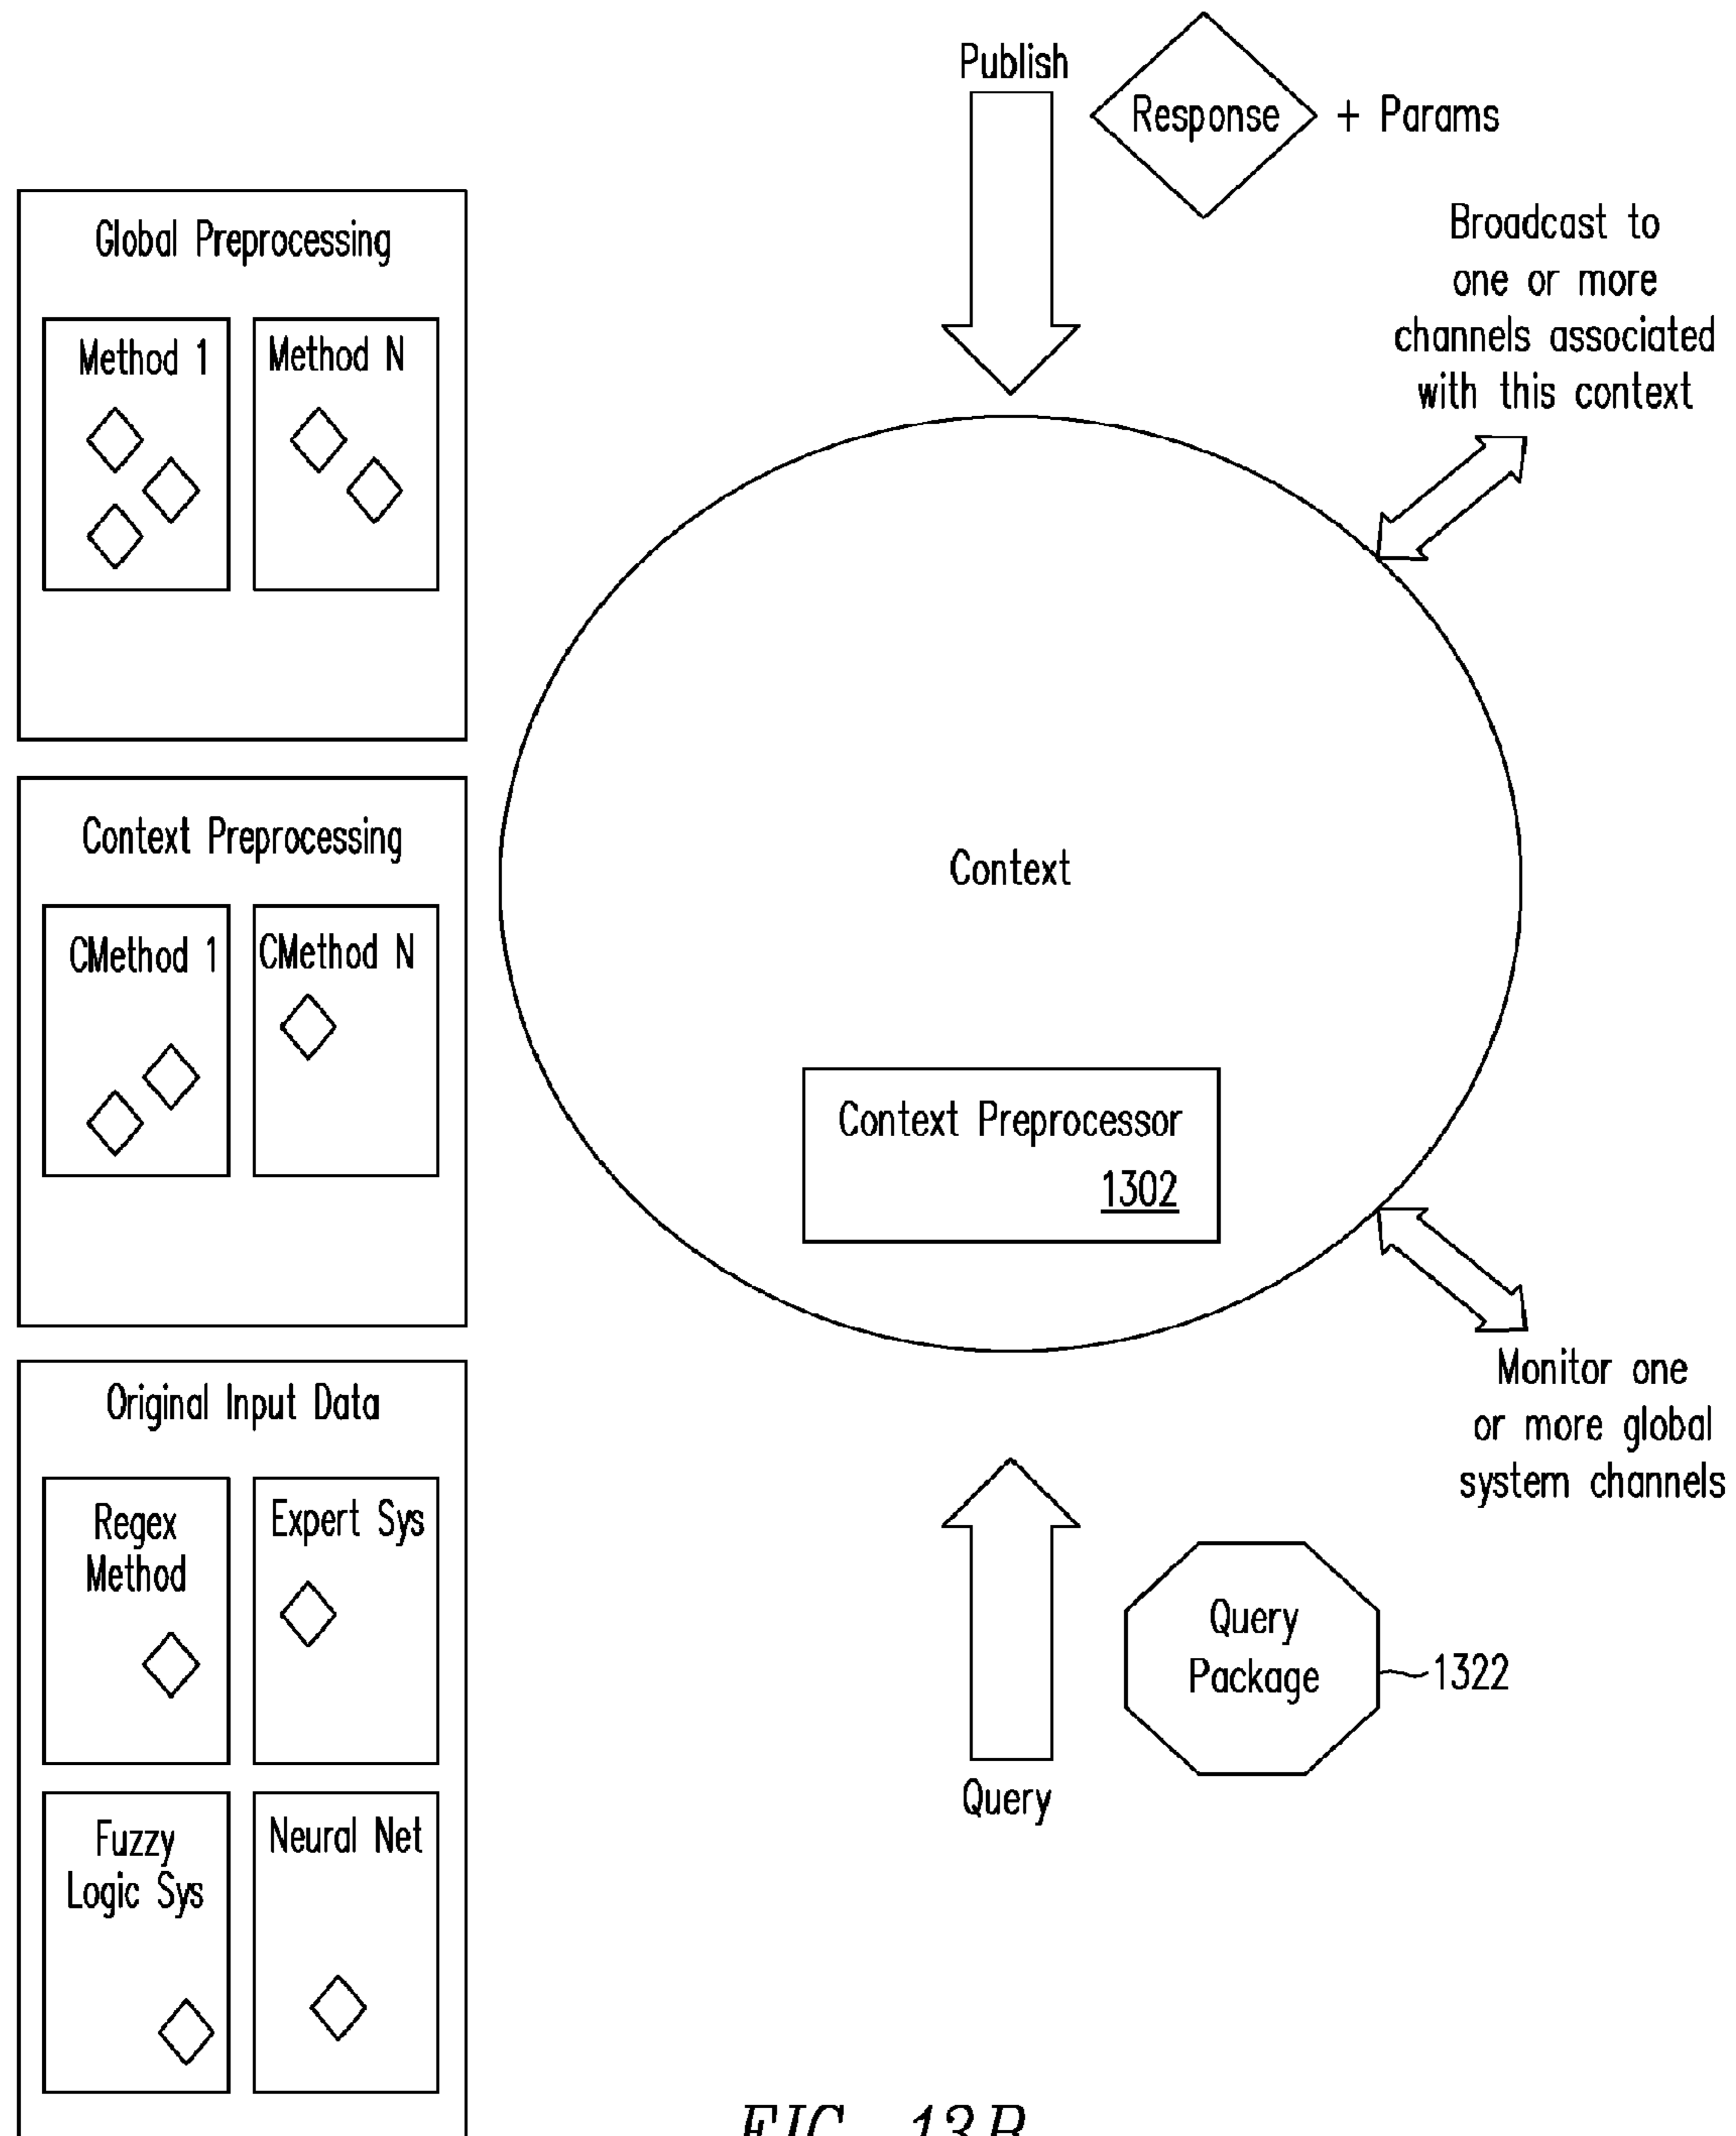 Publish
Response
+ Params
Global Preprocessing
Method 1
Method N
Broadcast to
one or more
channels associated
with this context
Context Preprocessing
CMethod 1
CMethod N
Context
Context Preprocessor
1302
Original Input Data
Regex
Method
Expert Sys
Fuzzy
Logic Sys
Neural Net
Monitor one
or more global
system channels
Query
Package
1322
Query
FIG. 13B